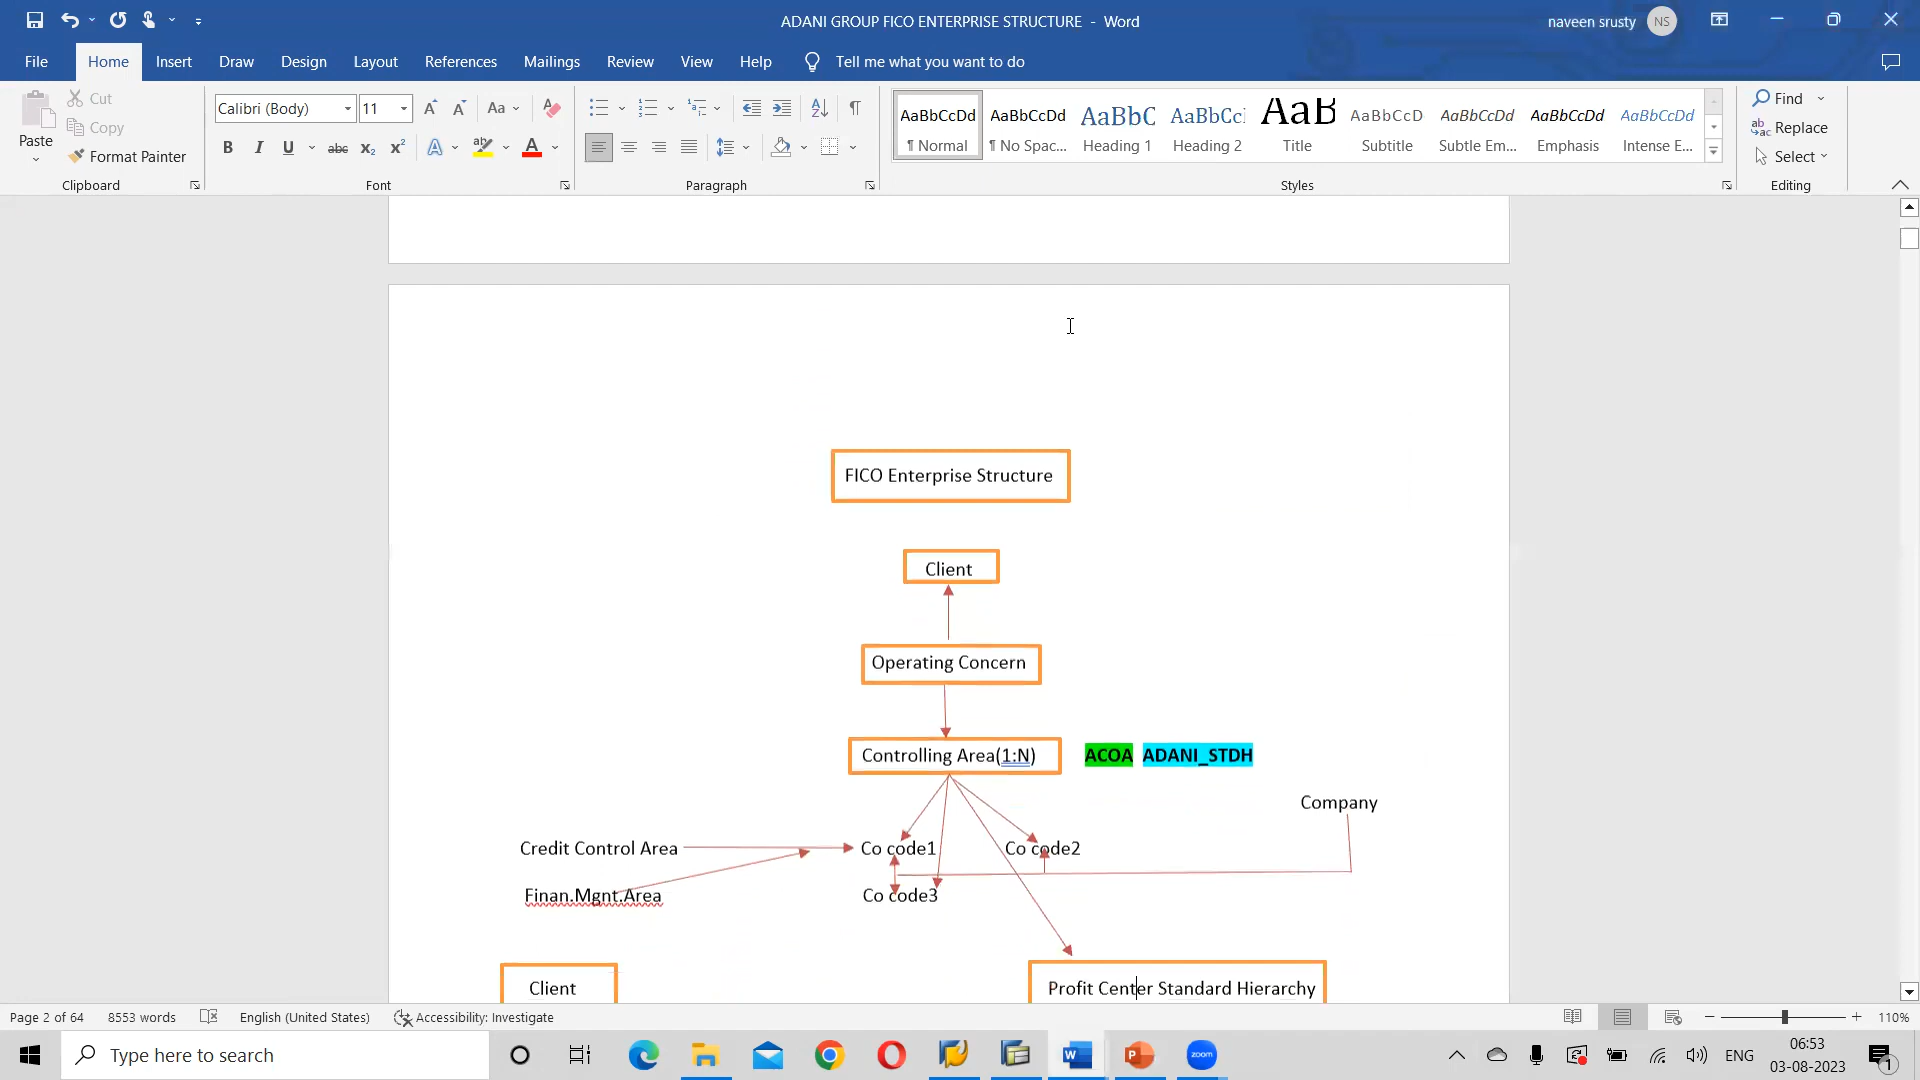 ADANI GROUP FICO ENTERPRISE STRUCTURE - Word
naveen srusty NS
File Home Insert Draw Design Layout References Mailings Review View Help Tell me what you want to do
Paste
Cut
Copy
Format Painter
Clipboard
Calibri (Body) 11
Font
Paragraph
AaBbCcDd AaBbCcDd AaBbC AaBbCc AaB AaBbCcD AaBbCcDd AaBbCcDd AaBbCcDd
¶ Normal ¶ No Spac... Heading 1 Heading 2 Title Subtitle Subtle Em... Emphasis Intense E...
Styles
Find
Replace
Select
Editing
FICO Enterprise Structure
Client
Operating Concern
Controlling Area(1:N) ACOA ADANI_STDH
Company
Credit Control Area Co code1 Co code2
Finan.Mgnt.Area Co code3
Client Profit Center Standard Hierarchy
Page 2 of 64 8553 words English (United States) Accessibility: Investigate 110%
Type here to search
zoom
ENG
06:53
03-08-2023
1